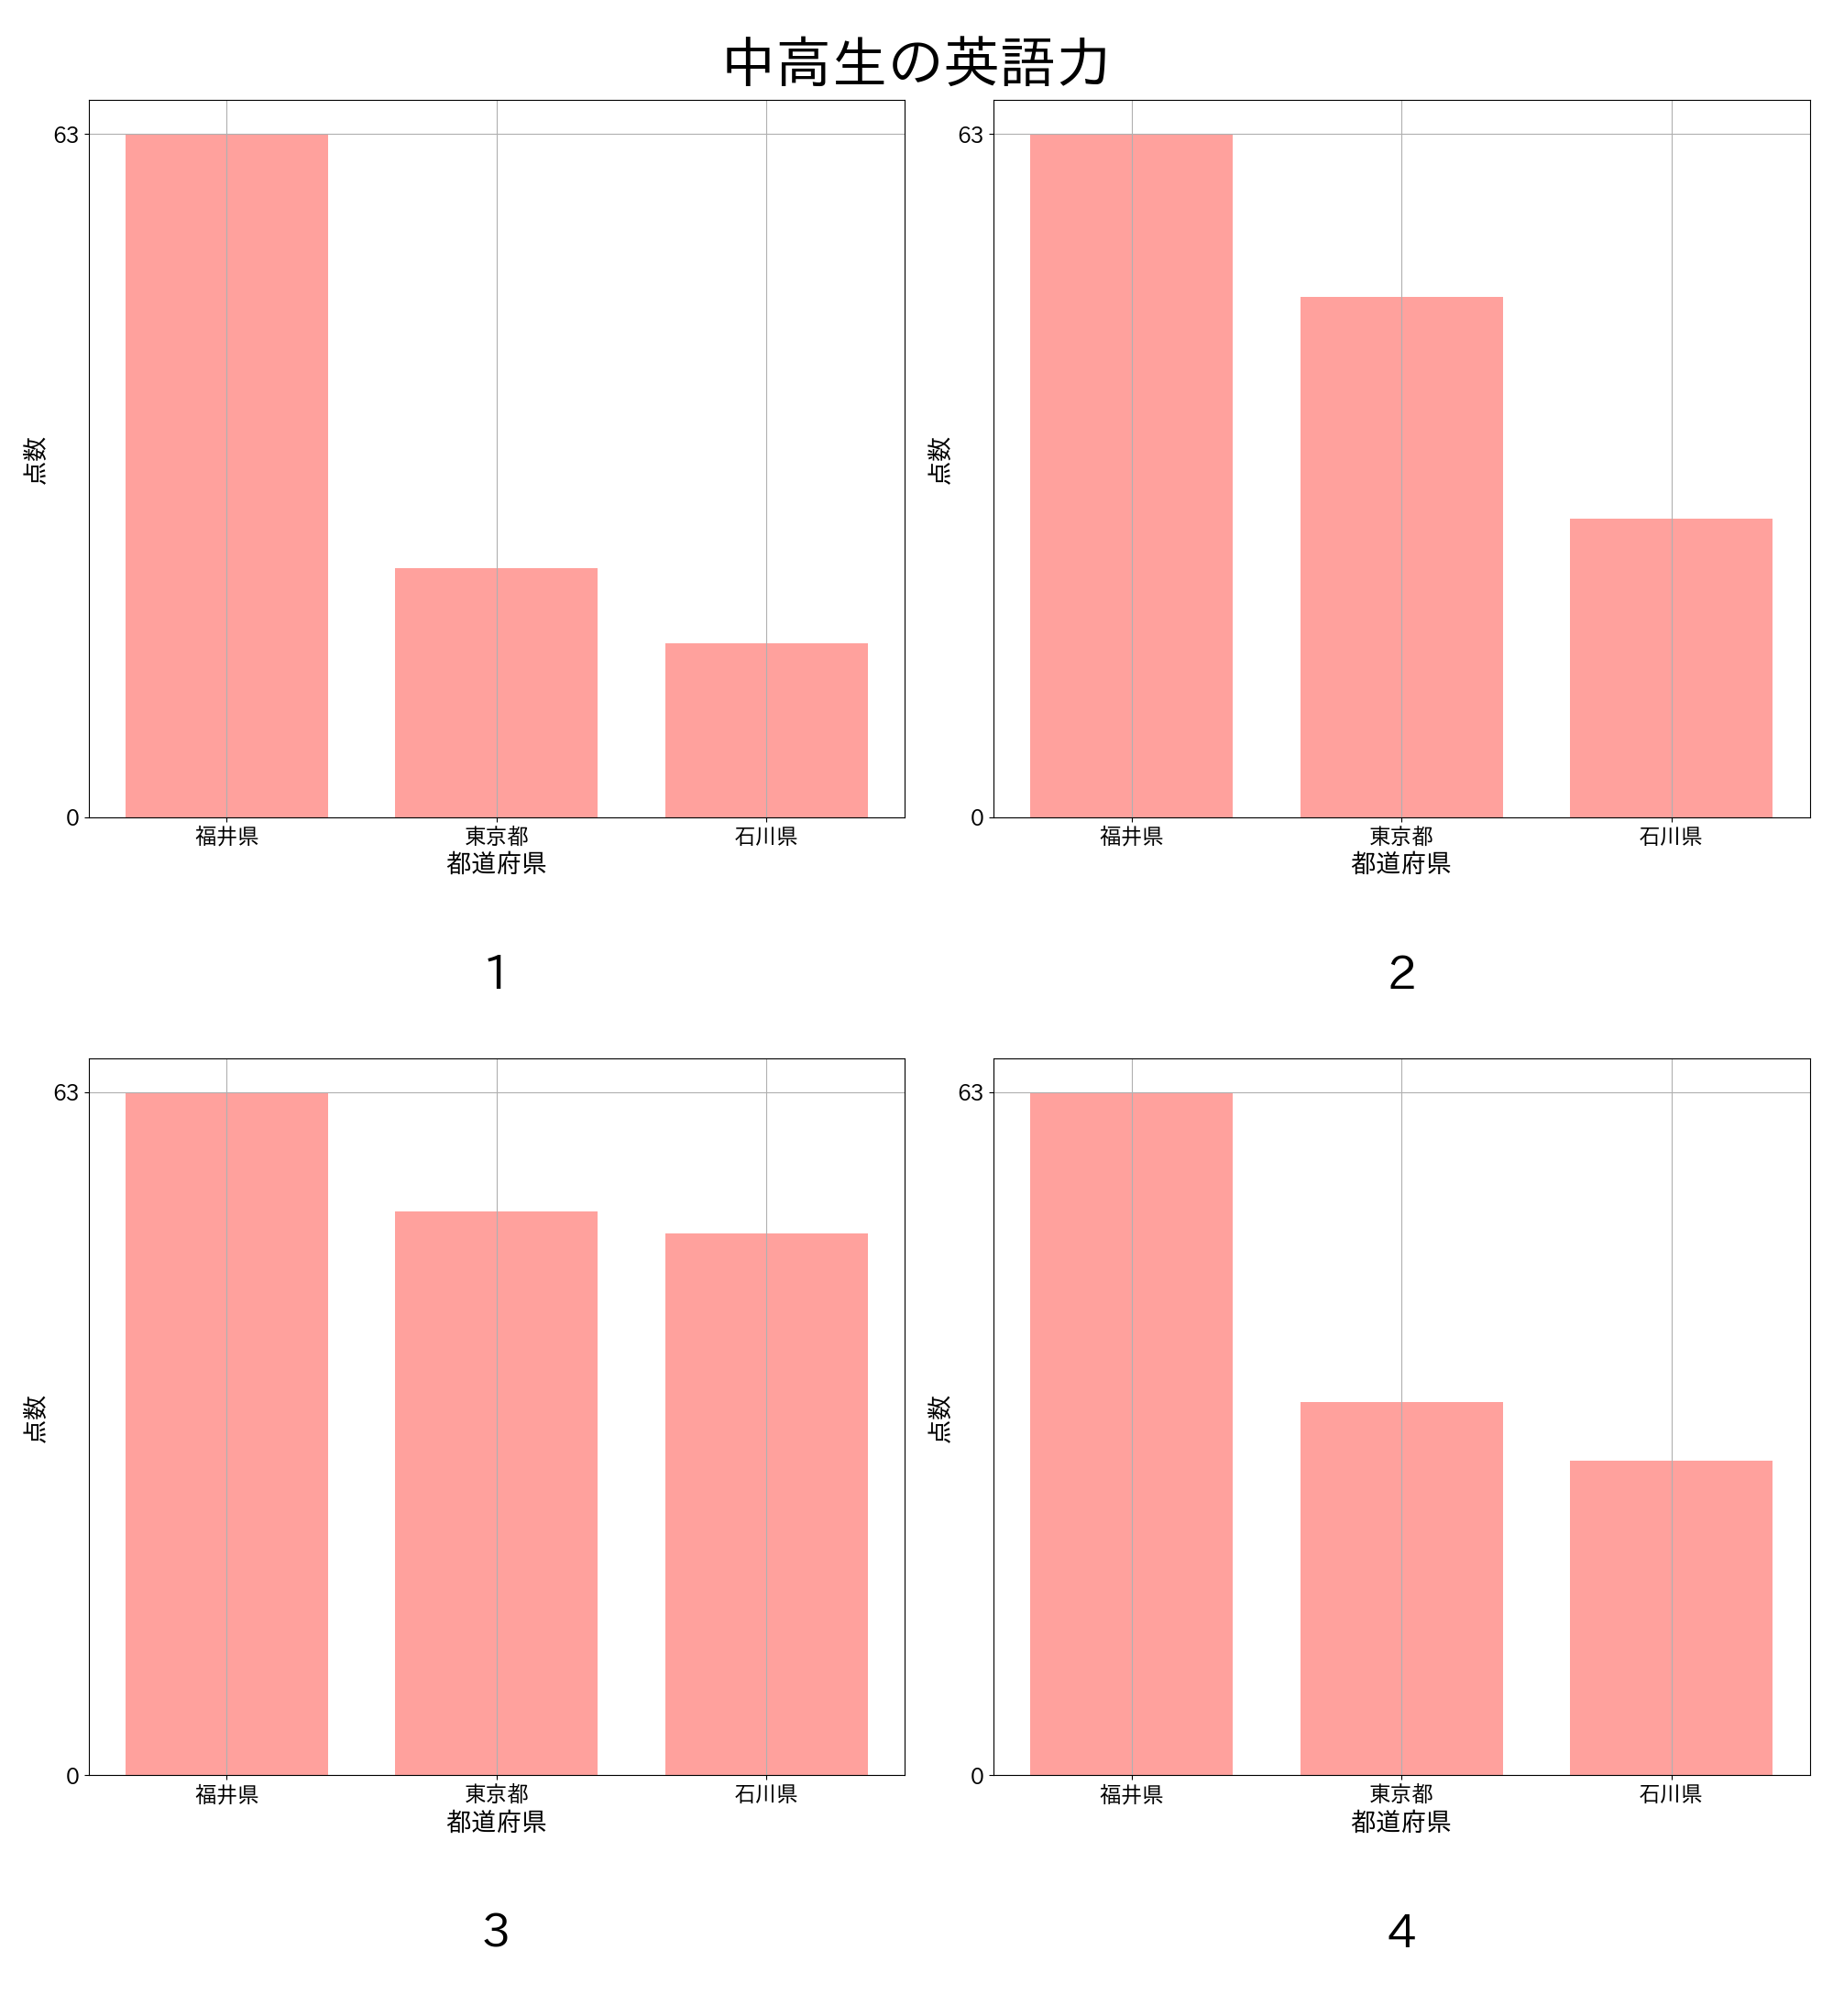 中高生の英語力
63
0
点数
福井県 東京都 石川県
都道府県
1
63
0
点数
福井県 東京都 石川県
都道府県
2
63
0
点数
福井県 東京都 石川県
都道府県
3
63
0
点数
福井県 東京都 石川県
都道府県
4